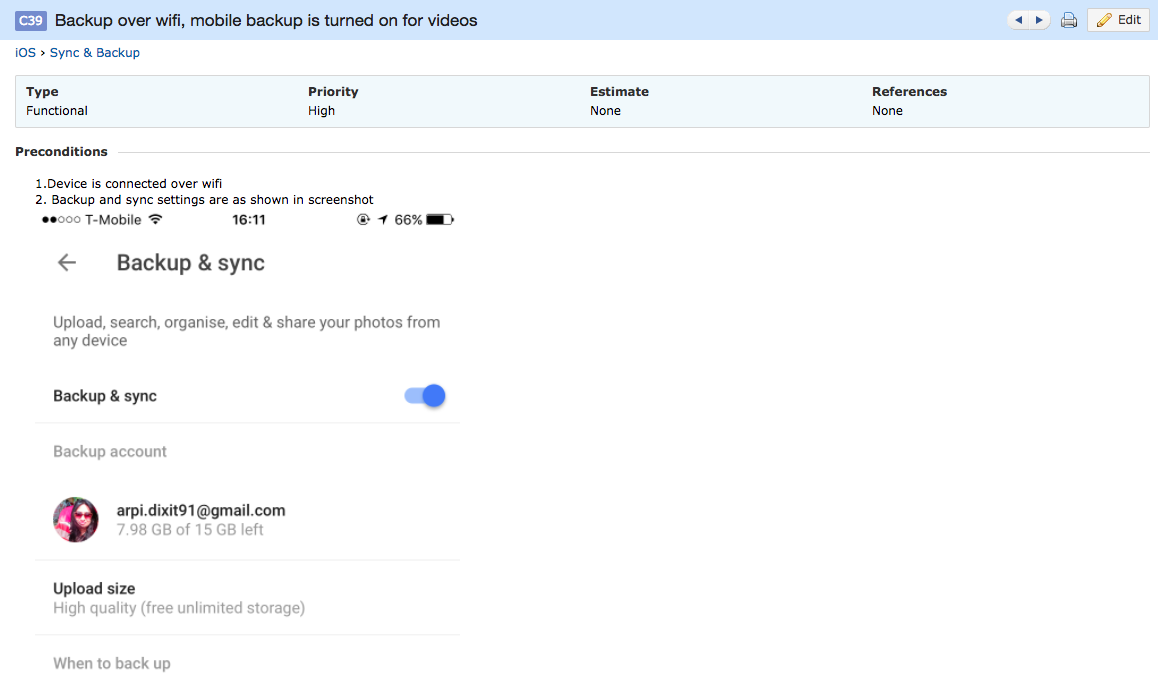 C39 Backup over wifi, mobile backup is turned on for videos
Edit
iOS › Sync & Backup
Type Priority Estimate References
Functional High None None
Preconditions
1.Device is connected over wifi
2. Backup and sync settings are as shown in screenshot
T-Mobile 16:11 66%
Backup & sync
Upload, search, organise, edit & share your photos from
any device
Backup & sync
Backup account
arpi.dixit91@gmail.com
7.98 GB of 15 GB left
Upload size
High quality (free unlimited storage)
When to back up